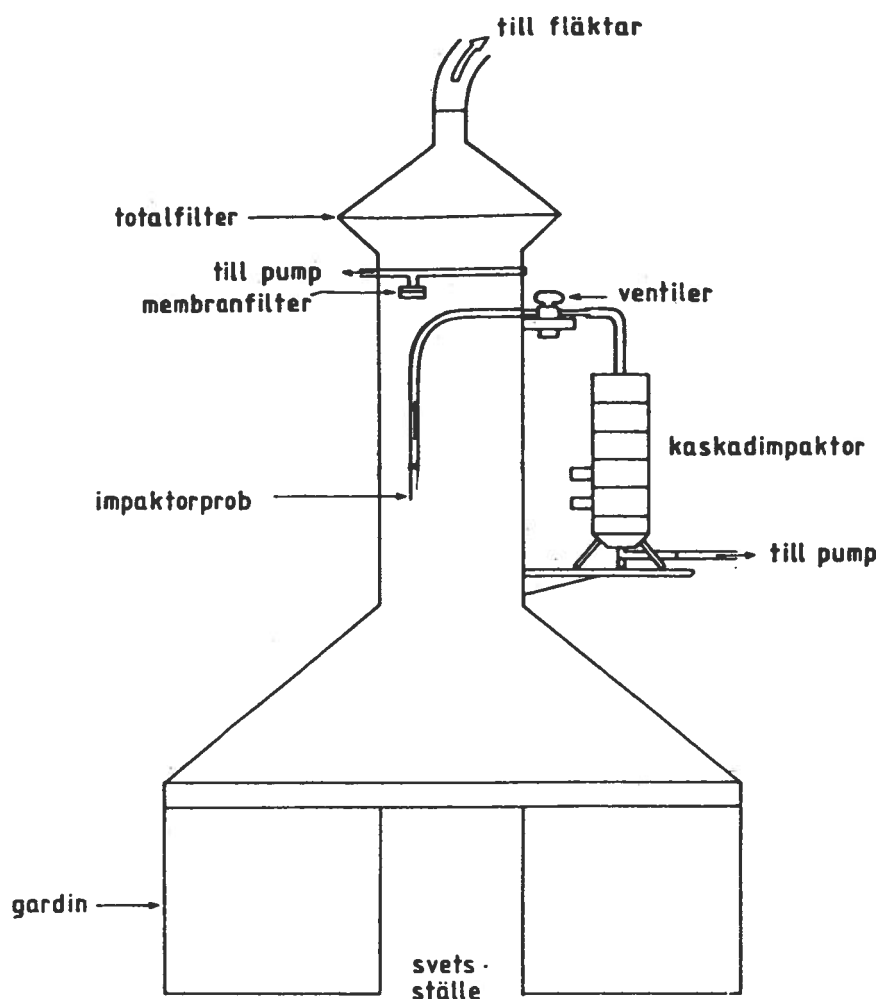 till fläktar
totalfilter
till pump
membranfilter
ventiler
kaskadimpaktor
impaktorprob
till pump
gardin
svets-
ställe